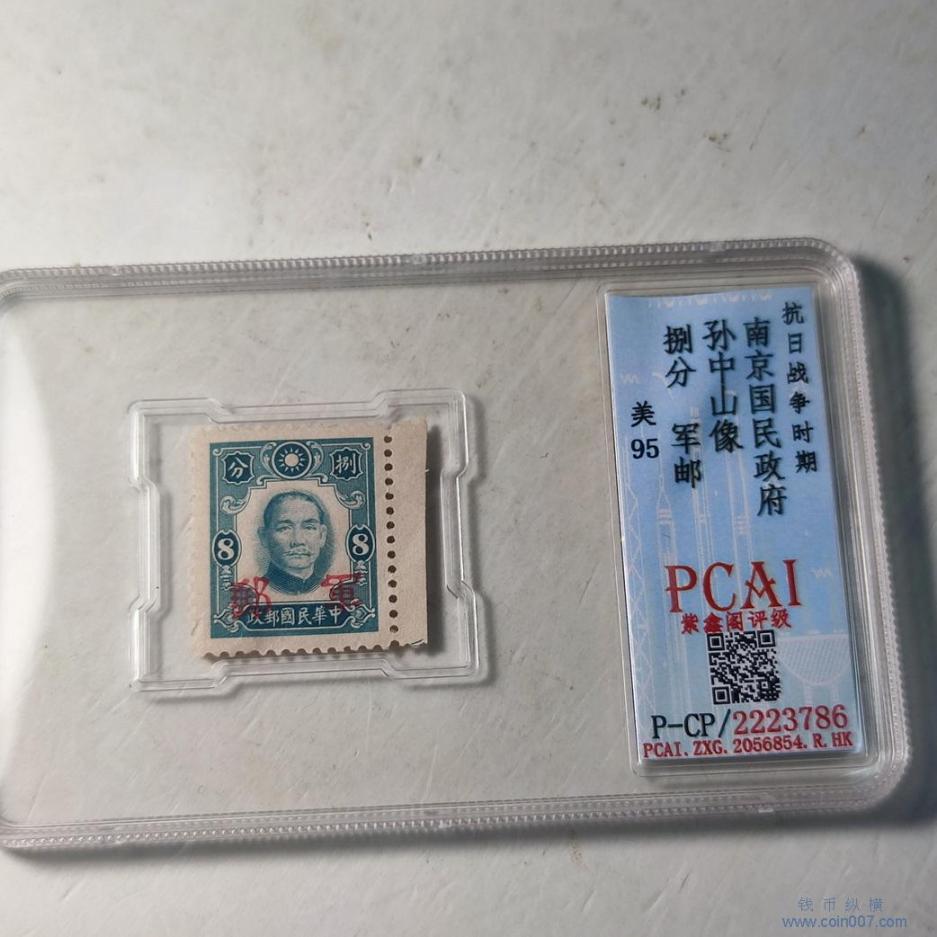 分 捌
8 8
郵 軍
政郵國民華中
抗日战争时期
南京国民政府
孙中山像
捌分 军邮
美
95
PCAI
紫鑫阁评级
P-CP/2223786
PCAI. ZXG. 2056854. R. HK
钱币纵横
www.coin007.com